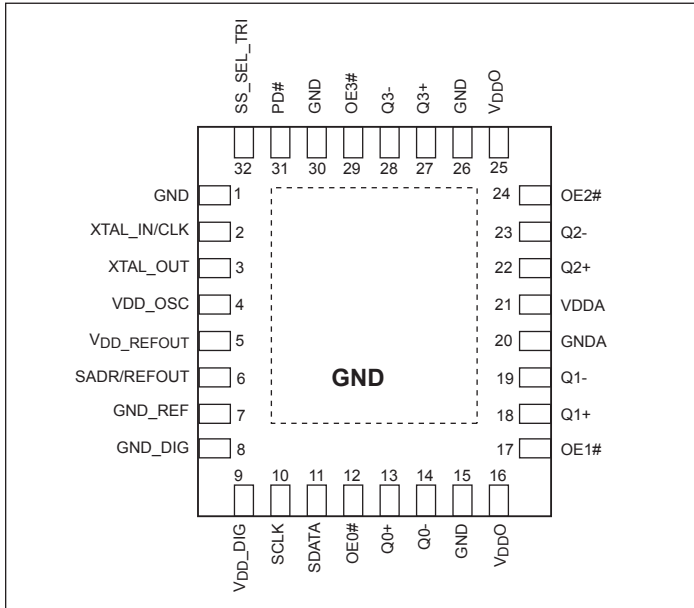 SS_SEL_TRI
PD#
GND
OE3#
Q3-
Q3+
GND
VDDO
32 31 30 29 28 27 26 25
GND 1
XTAL_IN/CLK 2
XTAL_OUT 3
VDD_OSC 4
VDD_REFOUT 5
SADR/REFOUT 6
GND_REF 7
GND_DIG 8
24 OE2#
23 Q2-
22 Q2+
21 VDDA
20 GNDA
19 Q1-
18 Q1+
17 OE1#
GND
9 10 11 12 13 14 15 16
VDD_DIG
SCLK
SDATA
OE0#
Q0+
Q0-
GND
VDDO